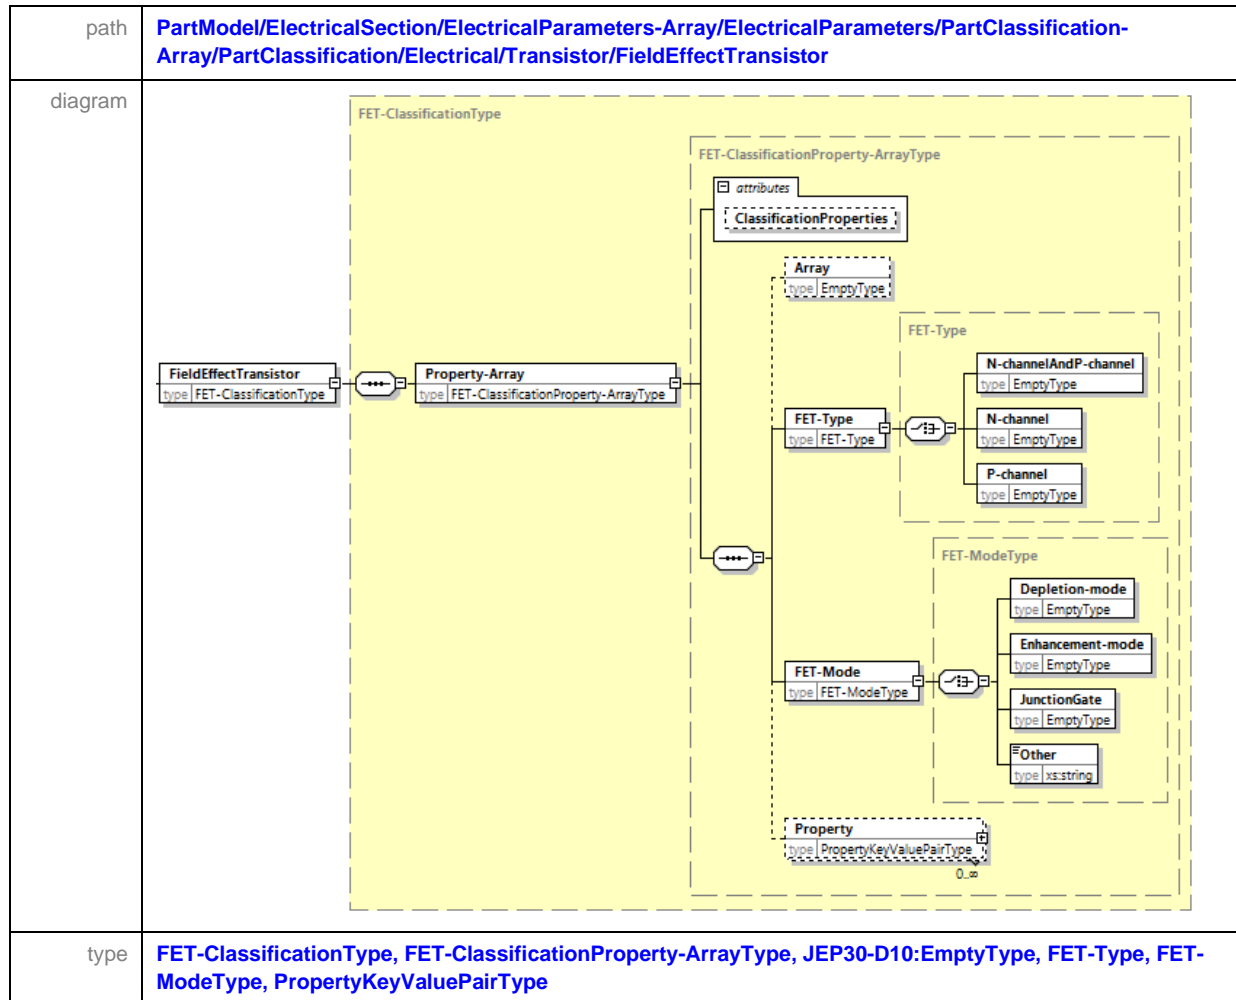 path
PartModel/ElectricalSection/ElectricalParameters-Array/ElectricalParameters/PartClassification-
Array/PartClassification/Electrical/Transistor/FieldEffectTransistor
diagram
FET-ClassificationType
FET-ClassificationProperty-ArrayType
attributes
ClassificationProperties
Array
type EmptyType
FET-Type
N-channelAndP-channel
type EmptyType
FieldEffectTransistor
type FET-ClassificationType
Property-Array
type FET-ClassificationProperty-ArrayType
FET-Type
type FET-Type
N-channel
type EmptyType
P-channel
type EmptyType
FET-ModeType
Depletion-mode
type EmptyType
Enhancement-mode
type EmptyType
FET-Mode
type FET-ModeType
JunctionGate
type EmptyType
Other
type xs:string
Property
type PropertyKeyValuePairType
0..∞
type
FET-ClassificationType, FET-ClassificationProperty-ArrayType, JEP30-D10:EmptyType, FET-Type, FET-
ModeType, PropertyKeyValuePairType